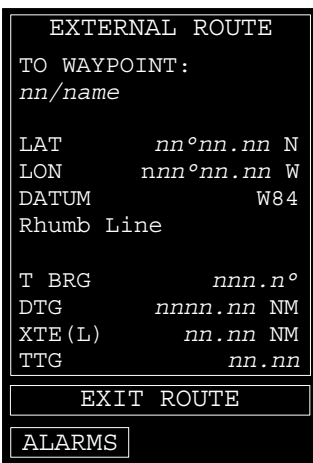 EXTERNAL ROUTE
TO WAYPOINT:
nn/name
LAT nn°nn.nn N
LON nnn°nn.nn W
DATUM W84
Rhumb Line
T BRG nnn.n°
DTG nnnn.nn NM
XTE(L) nn.nn NM
TTG nn.nn
EXIT ROUTE
ALARMS